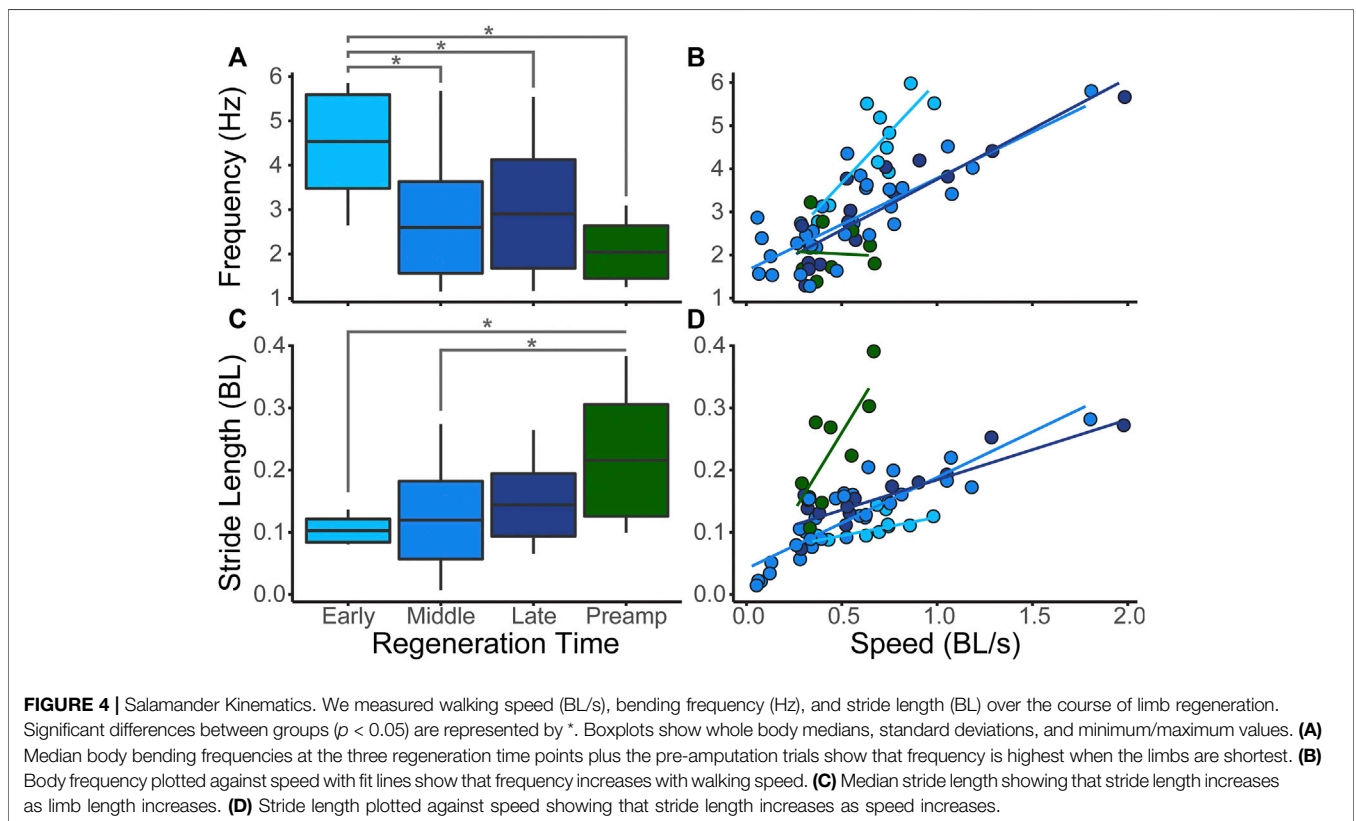 A
*
*
*
Frequency (Hz)
6
5
4
3
2
1
B
6
5
4
3
2
1
C
*
*
Stride Length (BL)
0.4
0.3
0.2
0.1
0.0
Early Middle Late Preamp
Regeneration Time
D
0.4
0.3
0.2
0.1
0.0
0.0 0.5 1.0 1.5 2.0
Speed (BL/s)
FIGURE 4 | Salamander Kinematics. We measured walking speed (BL/s), bending frequency (Hz), and stride length (BL) over the course of limb regeneration.
Significant differences between groups (p < 0.05) are represented by *. Boxplots show whole body medians, standard deviations, and minimum/maximum values. (A)
Median body bending frequencies at the three regeneration time points plus the pre-amputation trials show that frequency is highest when the limbs are shortest. (B)
Body frequency plotted against speed with fit lines show that frequency increases with walking speed. (C) Median stride length showing that stride length increases
as limb length increases. (D) Stride length plotted against speed showing that stride length increases as speed increases.